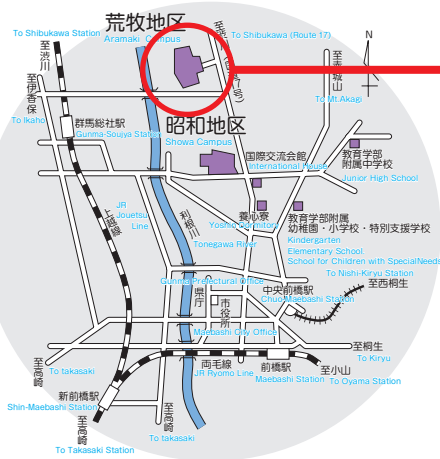 荒牧地区
Aramaki Campus
To Shibukawa Station
至渋川
To Shibukawa (Route 17)
N
至赤城山
To Mt.Akagi
至伊香保
To Ikaho
群馬総社駅
Gunma-Soujya Station
昭和地区
Showa Campus
国際交流会館
International House
教育学部
附属中学校
Junior High School
JR
Jouetsu
Line
上越線
利根川
Tonegawa River
養心寮
Yoshin Dormitory
教育学部附属
幼稚園・小学校・特別支援学校
Kindergarten
Elementary School
School for Children with SpecialNeeds
To Nishi-Kiryu Station
至西桐生
Gunma Prefectural Office
県庁
市役所
中央前橋駅
Chuo-Maebashi Station
Maebashi City Office
至桐生
To Kiryu
両毛線
JR Ryomo Line
前橋駅
Maebashi Station
至小山
To Oyama Station
至高崎
To takasaki
新前橋駅
Shin-Maebashi Station
至高崎
To Takasaki Station
至高崎
To takasaki